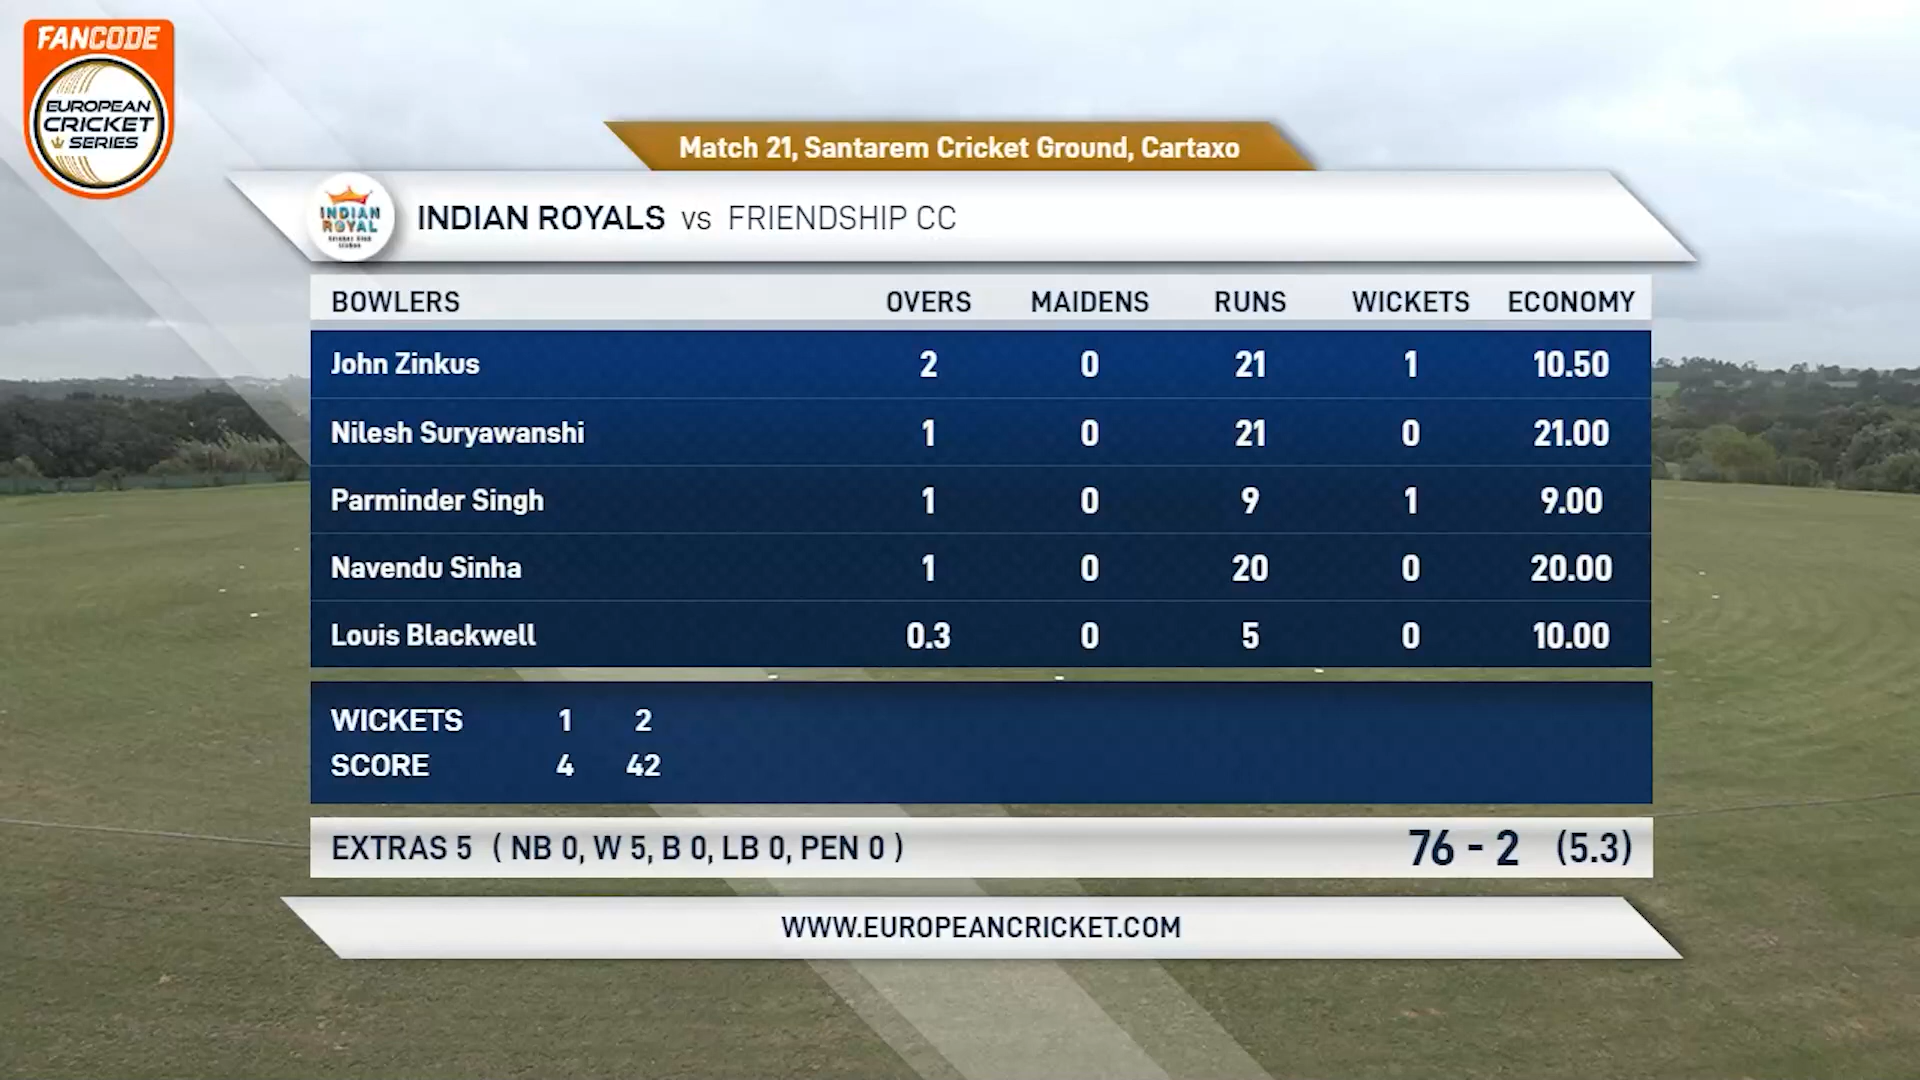 FANCODE
EUROPEAN
CRICKET
SERIES
Match 21, Santarem Cricket Ground, Cartaxo
INDIAN
ROYAL
INDIAN ROYALS vs FRIENDSHIP CC
BOWLERS OVERS MAIDENS RUNS WICKETS ECONOMY
John Zinkus 2 0 21 1 10.50
Nilesh Suryawanshi 1 0 21 0 21.00
Parminder Singh 1 0 9 1 9.00
Navendu Sinha 1 0 20 0 20.00
Louis Blackwell 0.3 0 5 0 10.00
WICKETS 1 2
SCORE 4 42
EXTRAS 5 ( NB 0, W 5, B 0, LB 0, PEN 0 ) 76 - 2 (5.3)
WWW.EUROPEANCRICKET.COM